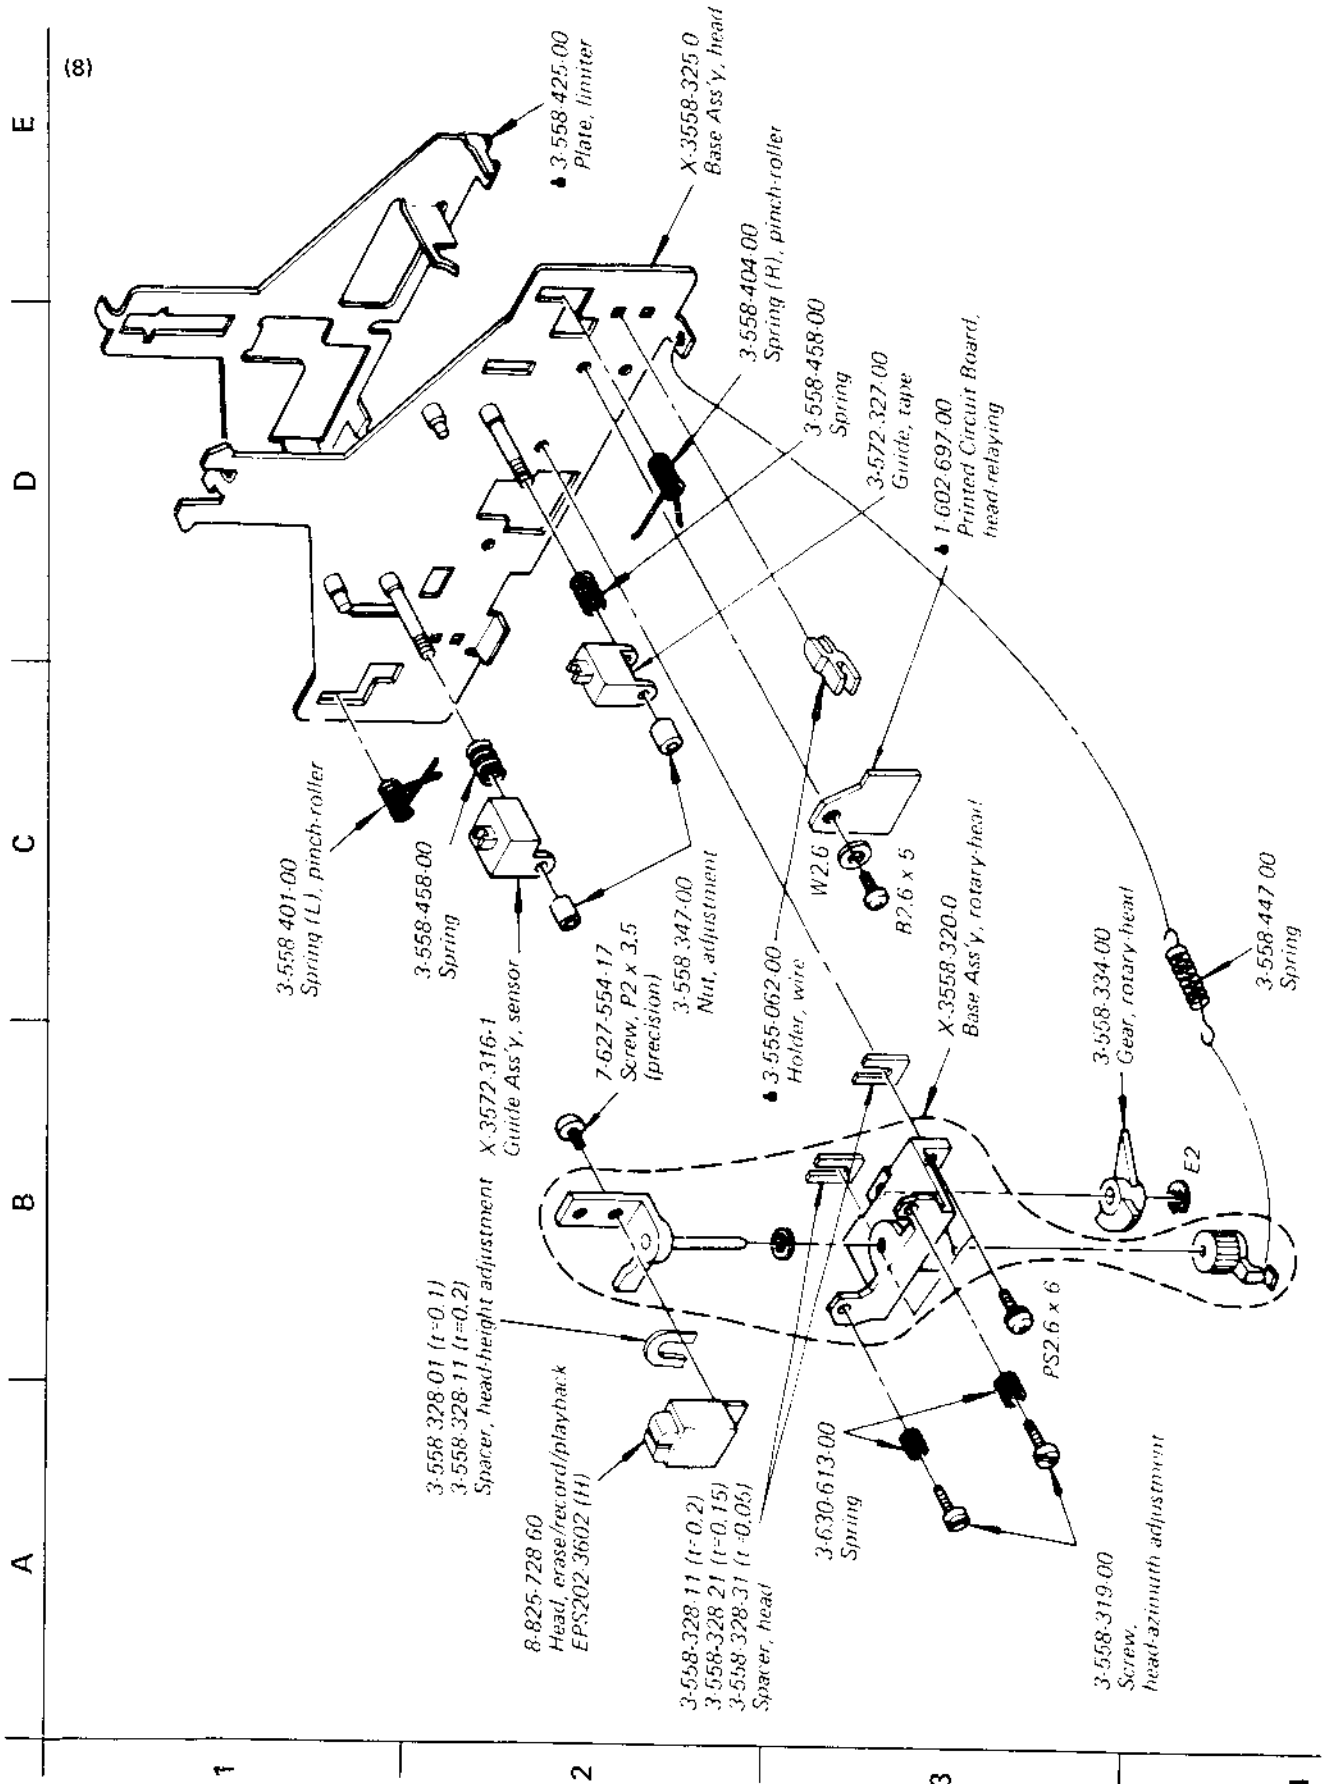 (8)
A
B
C
D
E
1
2
3
3-558-425-00
Plate, limiter
X-3558-325 0
Base Ass'y, head
3-558-404-00
Spring (R), pinch-roller
3-558-458-00
Spring
3-572-327-00
Guide, tape
1-602-697-00
Printed Circuit Board,
head-relaying
3-558 401-00
Spring (L), pinch-roller
3-558-458-00
Spring
X-3572-316-1
Guide Ass'y, sensor
7-627-554-17
Screw, P2 x 3.5
(precision)
3-558 347-00
Nut, adjustment
3-555-062-00
Holder, wire
W2.6
B2.6 x 5
X-3558-320-0
Base Ass'y, rotary-head
3-558-334-00
Gear, rotary-head
3-558-447 00
Spring
E2
PS2.6 x 6
3-558 328-01 (t=0.1)
3-558-328-11 (t=0.2)
Spacer, head-height adjustment
8-825-728 60
Head, erase/record/playback
EPS202-3602 (H)
3-558-328-11 (t=0.2)
3-558-328 21 (t=0.15)
3-558-328-31 (t=0.05)
Spacer, head
3-630-613-00
Spring
3-558-319-00
Screw,
head-azimuth adjustment